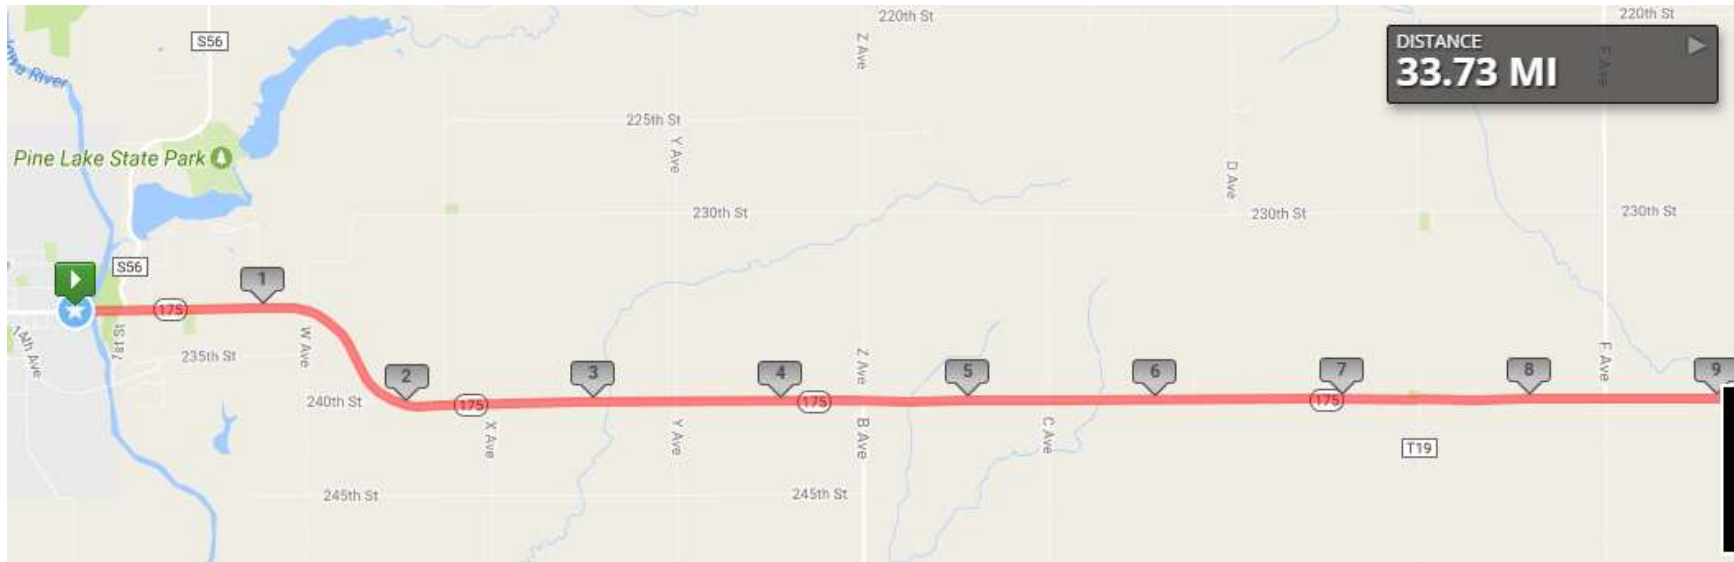 220th St
220th St
S56
Z Ave
DISTANCE
33.73 MI
F Ave
River
225th St
Y Ave
Pine Lake State Park
D Ave
230th St
230th St
230th St
S56
1
175
W Ave
235th St
14th Ave
Z Ave
F Ave
2
3
4
5
6
7
8
9
240th St
175
175
175
X Ave
Y Ave
B Ave
C Ave
T19
245th St
245th St